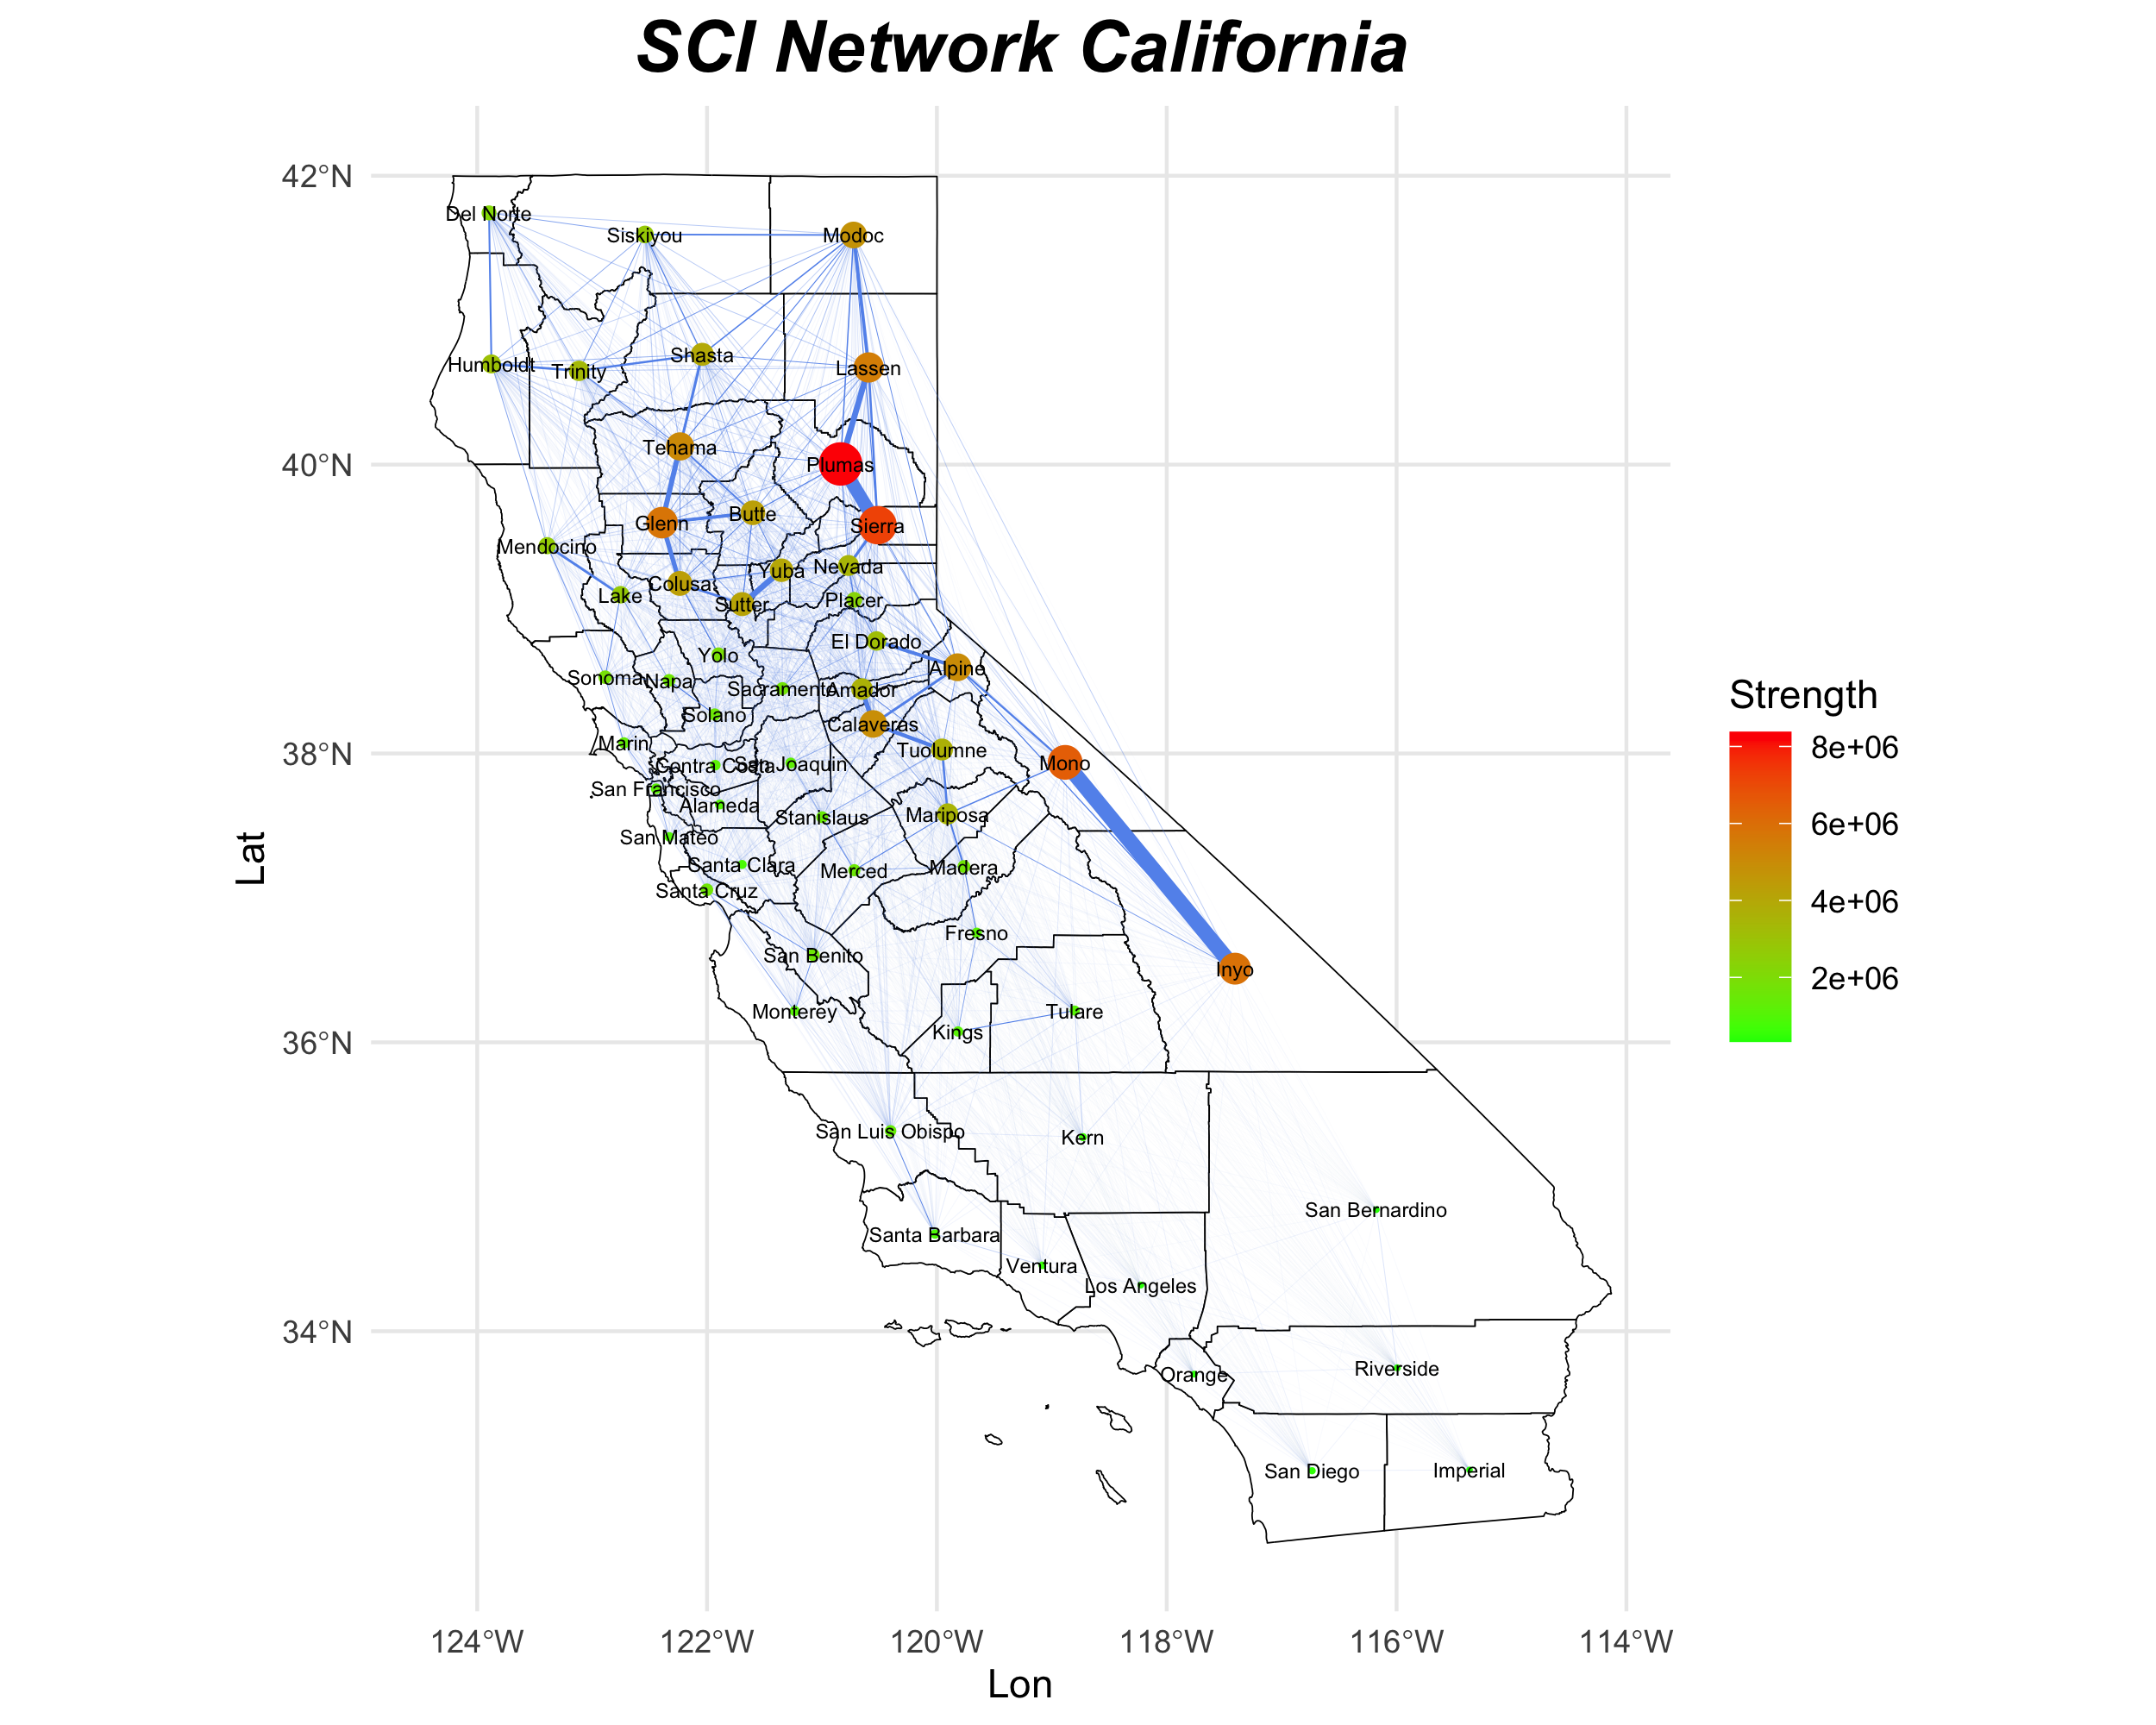 SCI Network California
42°N
40°N
38°N
36°N
34°N
Lat
Del Norte
Siskiyou
Modoc
Humboldt
Trinity
Shasta
Lassen
Tehama
Plumas
Glenn
Butte
Sierra
Mendocino
Yuba
Nevada
Colusa
Lake
Sutter
Placer
El Dorado
Yolo
Alpine
Sonoma
Napa
Sacramento
Amador
Solano
Calaveras
Marin
Tuolumne
Contra Costa
San Joaquin
Mono
San Francisco
Alameda
Stanislaus
Mariposa
San Mateo
Santa Clara
Merced
Madera
Santa Cruz
Fresno
San Benito
Inyo
Monterey
Kings
Tulare
San Luis Obispo
Kern
San Bernardino
Santa Barbara
Ventura
Los Angeles
Orange
Riverside
San Diego
Imperial
124°W
122°W
120°W
118°W
116°W
114°W
Lon
Strength
8e+06
6e+06
4e+06
2e+06